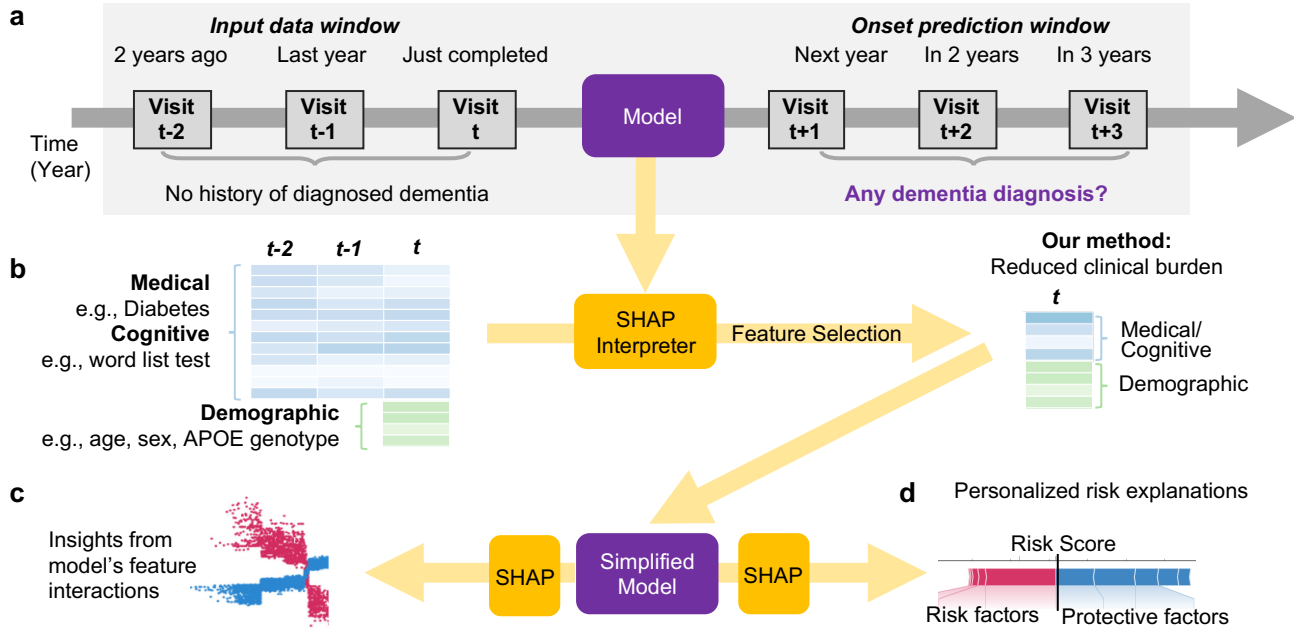 a
Input data window
Onset prediction window
2 years ago
Last year
Just completed
Next year
In 2 years
In 3 years
Visit
t-2
Visit
t-1
Visit
t
Model
Visit
t+1
Visit
t+2
Visit
t+3
Time
(Year)
No history of diagnosed dementia
Any dementia diagnosis?
b
t-2
t-1
t
Medical
e.g., Diabetes
Cognitive
e.g., word list test
Demographic
e.g., age, sex, APOE genotype
SHAP
Interpreter
Feature Selection
Our method:
Reduced clinical burden
t
Medical/
Cognitive
Demographic
c
Insights from
model's feature
interactions
SHAP
Simplified
Model
SHAP
d
Personalized risk explanations
Risk Score
Risk factors
Protective factors